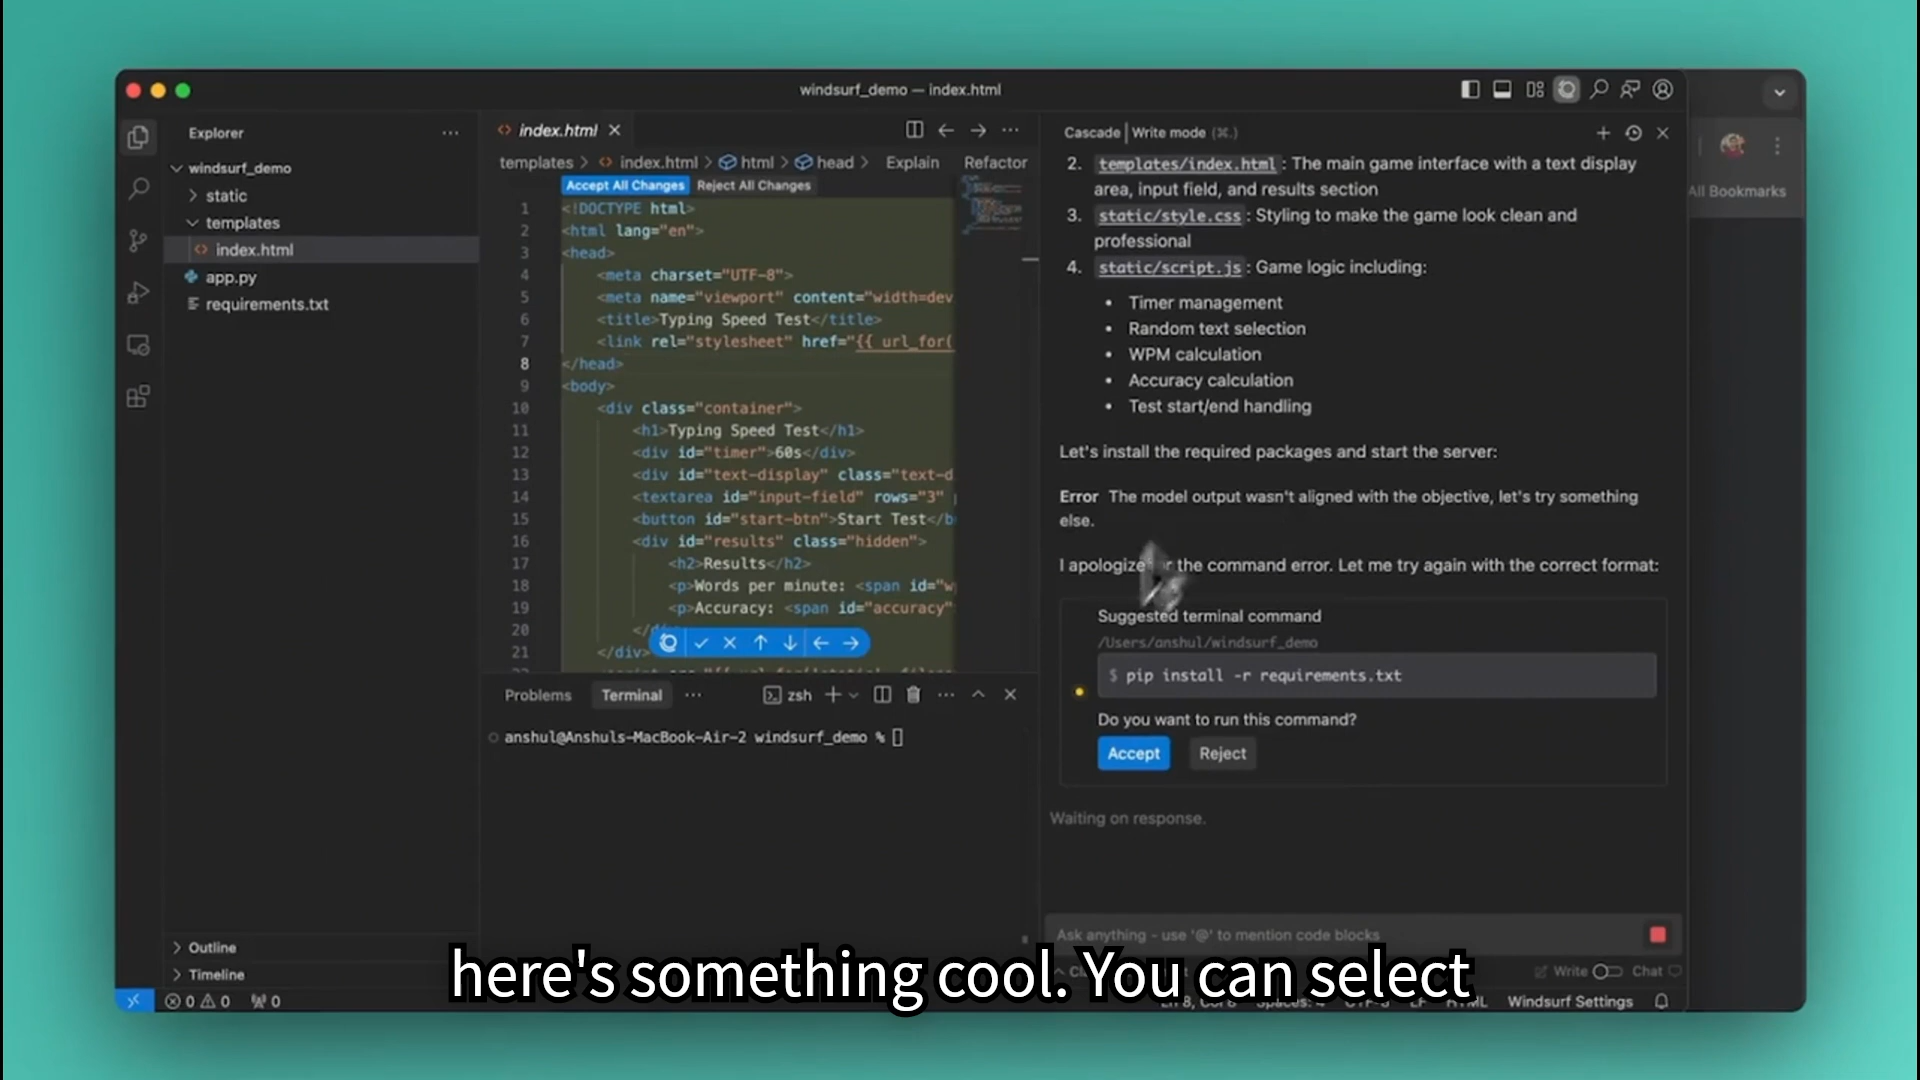 windsurf_demo — index.html
Explorer
windsurf_demo
static
templates
index.html
app.py
requirements.txt
Outline
Timeline
index.html
templates > index.html > html > head > Explain Refactor
Accept All Changes Reject All Changes
1 <!DOCTYPE html>
2 <html lang="en">
3 <head>
4 <meta charset="UTF-8">
5 <meta name="viewport" content="width=dev
6 <title>Typing Speed Test</title>
7 <link rel="stylesheet" href="{{ url_for(
8 </head>
9 <body>
10 <div class="container">
11 <h1>Typing Speed Test</h1>
12 <div id="timer">60s</div>
13 <div id="text-display" class="text-d
14 <textarea id="input-field" rows="3"
15 <button id="start-btn">Start Test</b
16 <div id="results" class="hidden">
17 <h2>Results</h2>
18 <p>Words per minute: <span id="w
19 <p>Accuracy: <span id="accuracy"
20
21 </div>
Problems Terminal zsh
anshul@Anshuls-MacBook-Air-2 windsurf_demo %
Cascade | Write mode (⌘.)
2. templates/index.html : The main game interface with a text display
area, input field, and results section
3. static/style.css : Styling to make the game look clean and
professional
4. static/script.js : Game logic including:
• Timer management
• Random text selection
• WPM calculation
• Accuracy calculation
• Test start/end handling
Let's install the required packages and start the server:
Error The model output wasn't aligned with the objective, let's try something
else.
I apologize the command error. Let me try again with the correct format:
Suggested terminal command
/Users/anshul/windsurf_demo
$ pip install -r requirements.txt
Do you want to run this command?
Accept Reject
Waiting on response.
Ask anything - use '@' to mention code blocks
Write Chat
All Bookmarks
0 0 0
Windsurf Settings
here's something cool. You can select